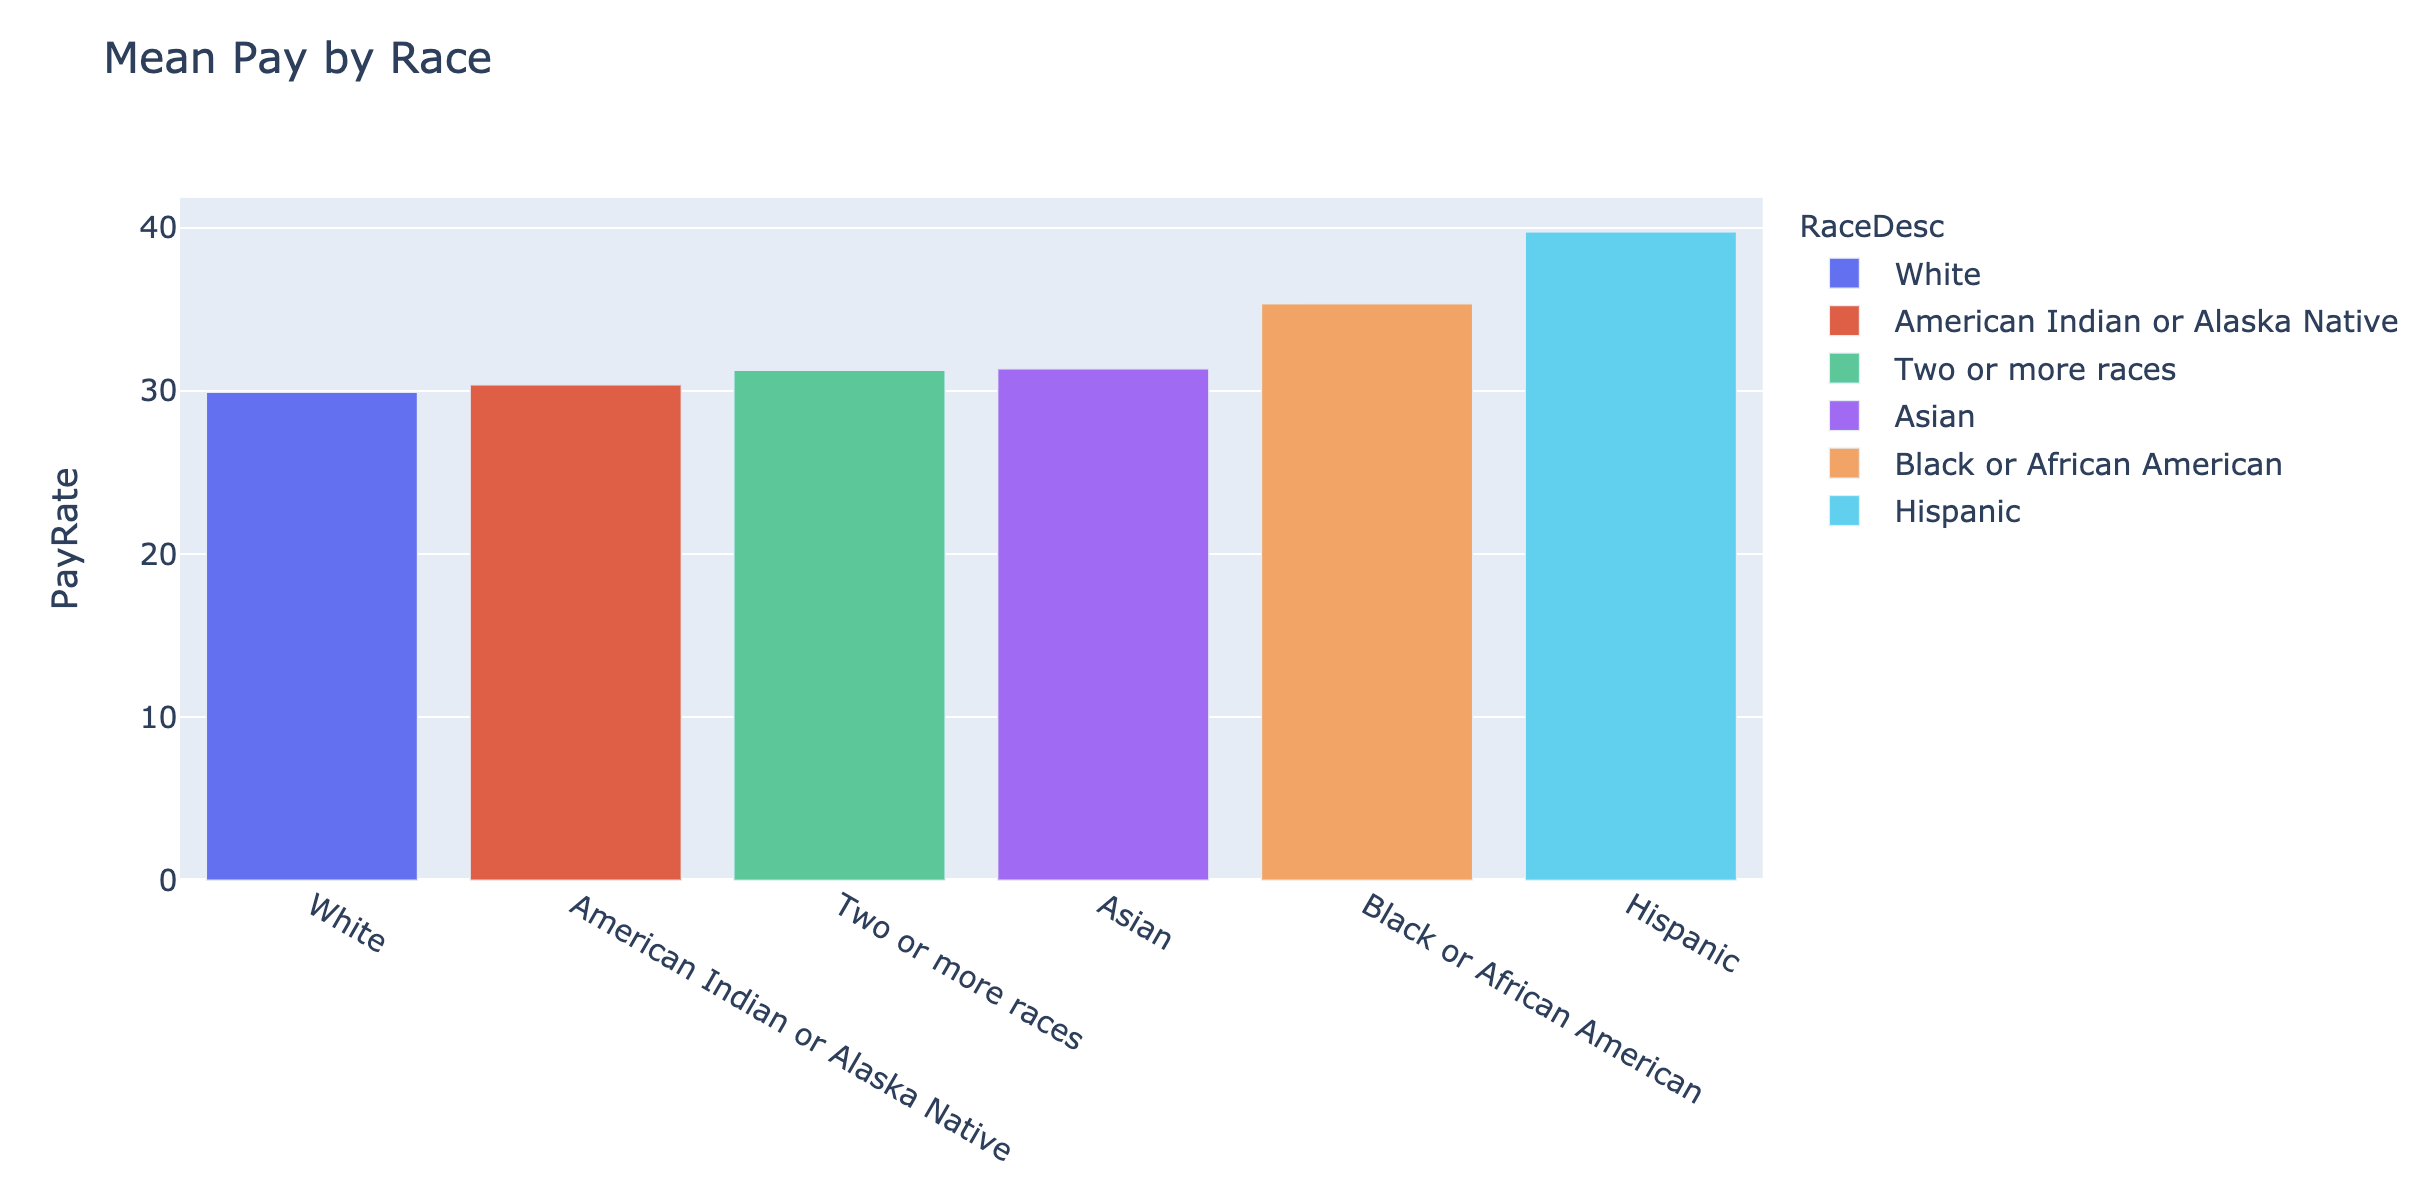 Mean Pay by Race
40
30
20
10
0
PayRate
White
American Indian or Alaska Native
Two or more races
Asian
Black or African American
Hispanic
RaceDesc
White
American Indian or Alaska Native
Two or more races
Asian
Black or African American
Hispanic